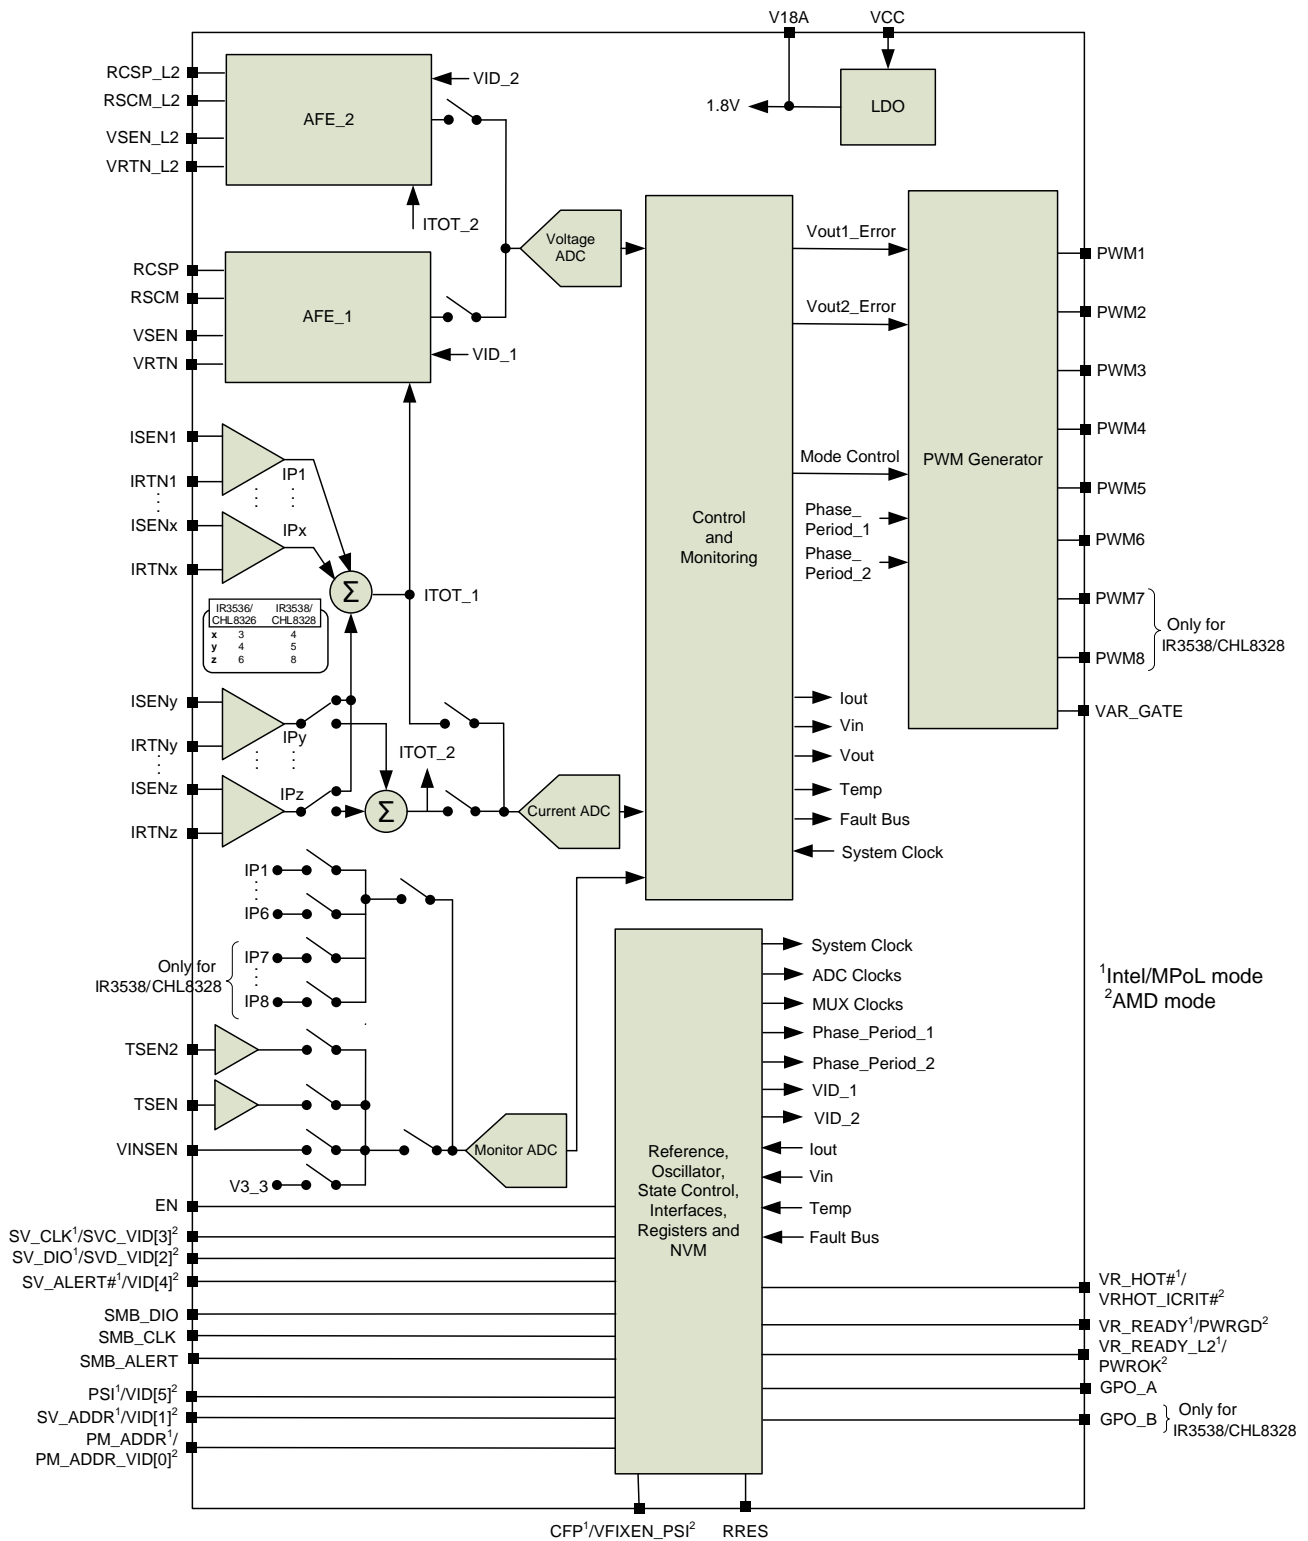 V18A
VCC
RCSP_L2
RSCM_L2
VSEN_L2
VRTN_L2
AFE_2
VID_2
ITOT_2
1.8V
LDO
RCSP
RSCM
VSEN
VRTN
AFE_1
VID_1
Voltage
ADC
ISEN1
IRTN1
ISENx
IRTNx
IP1
IPx
Σ
ITOT_1
IR3536/
CHL8326
IR3538/
CHL8328
x 3 4
y 4 5
z 6 8
ISENy
IRTNy
ISENz
IRTNz
IPy
IPz
Σ
ITOT_2
Current ADC
Control
and
Monitoring
Vout1_Error
Vout2_Error
Mode Control
Phase_
Period_1
Phase_
Period_2
PWM Generator
PWM1
PWM2
PWM3
PWM4
PWM5
PWM6
PWM7
PWM8
Only for
IR3538/CHL8328
VAR_GATE
Iout
Vin
Vout
Temp
Fault Bus
System Clock
IP1
IP6
IP7
IP8
Only for
IR3538/CHL8328
TSEN2
TSEN
VINSEN
V3_3
Monitor ADC
EN
SV_CLK¹/SVC_VID[3]²
SV_DIO¹/SVD_VID[2]²
SV_ALERT#¹/VID[4]²
SMB_DIO
SMB_CLK
SMB_ALERT
PSI¹/VID[5]²
SV_ADDR¹/VID[1]²
PM_ADDR¹/
PM_ADDR_VID[0]²
Reference,
Oscillator,
State Control,
Interfaces,
Registers and
NVM
System Clock
ADC Clocks
MUX Clocks
Phase_Period_1
Phase_Period_2
VID_1
VID_2
Iout
Vin
Temp
Fault Bus
¹Intel/MPoL mode
²AMD mode
VR_HOT#¹/
VRHOT_ICRIT#²
VR_READY¹/PWRGD²
VR_READY_L2¹/
PWROK²
GPO_A
GPO_B
Only for
IR3538/CHL8328
CFP¹/VFIXEN_PSI²
RRES